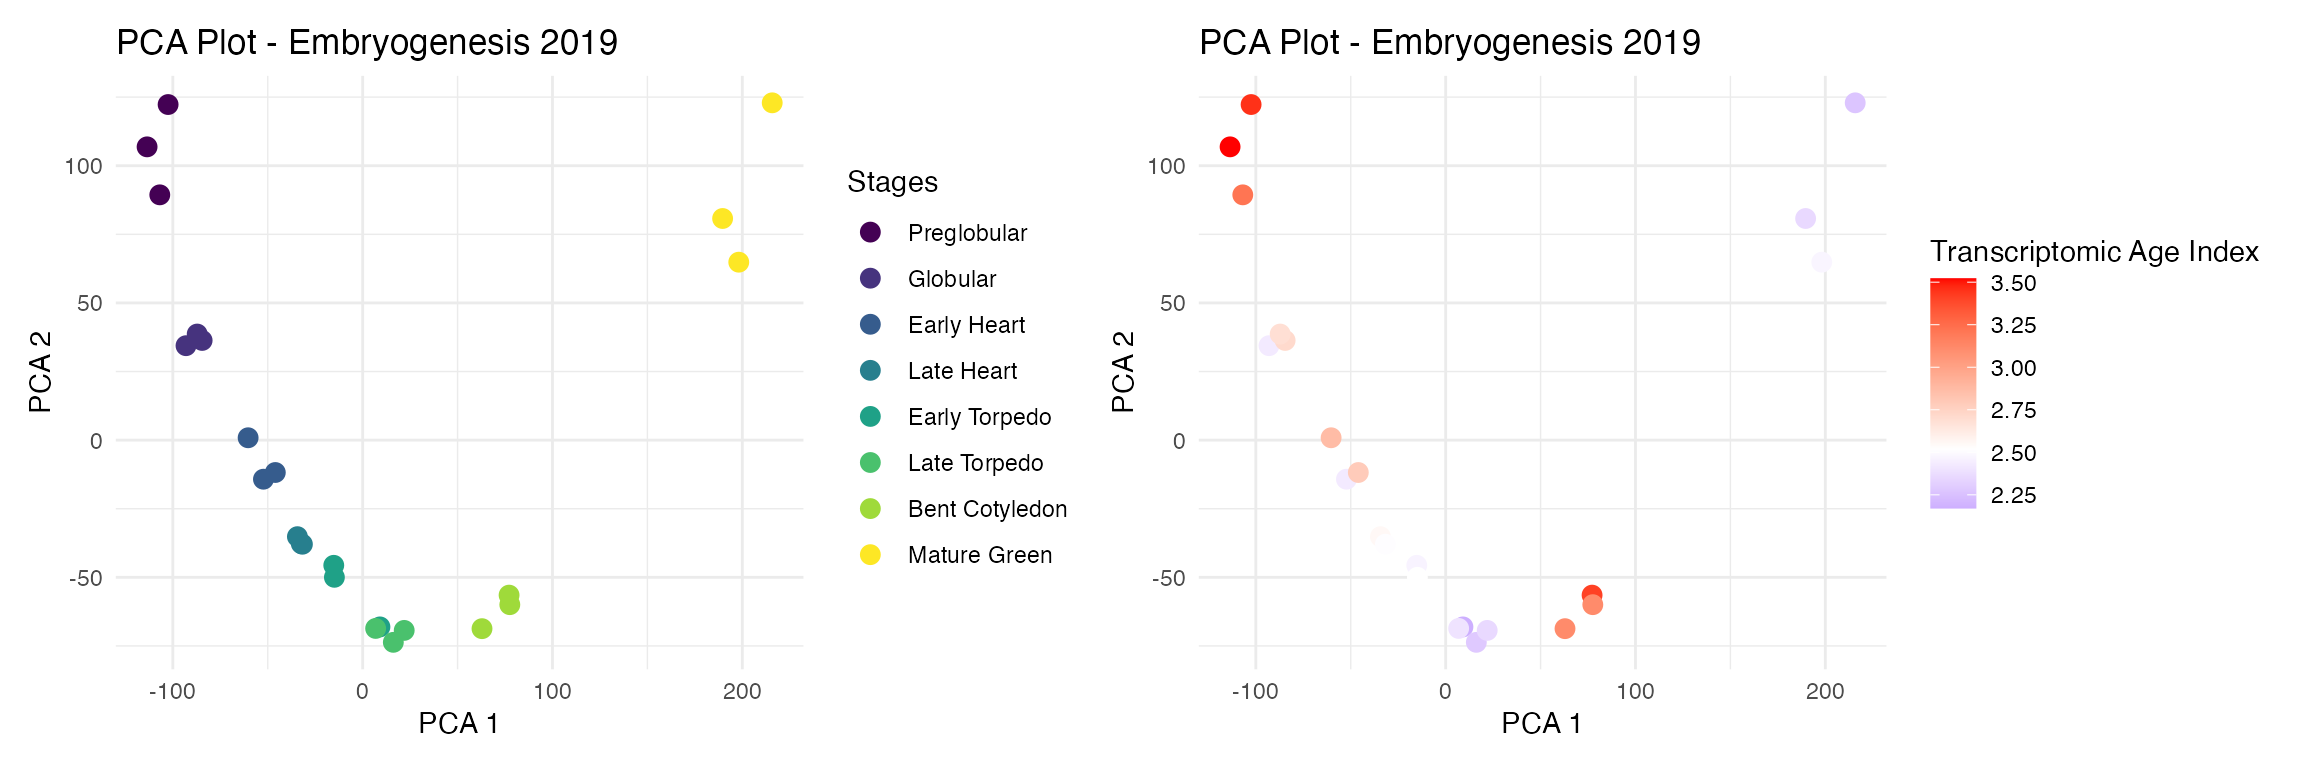 PCA Plot - Embryogenesis 2019
PCA 2
100
50
0
-50
-100
0
100
200
PCA 1
Stages
Preglobular
Globular
Early Heart
Late Heart
Early Torpedo
Late Torpedo
Bent Cotyledon
Mature Green
PCA Plot - Embryogenesis 2019
PCA 2
100
50
0
-50
-100
0
100
200
PCA 1
Transcriptomic Age Index
3.50
3.25
3.00
2.75
2.50
2.25